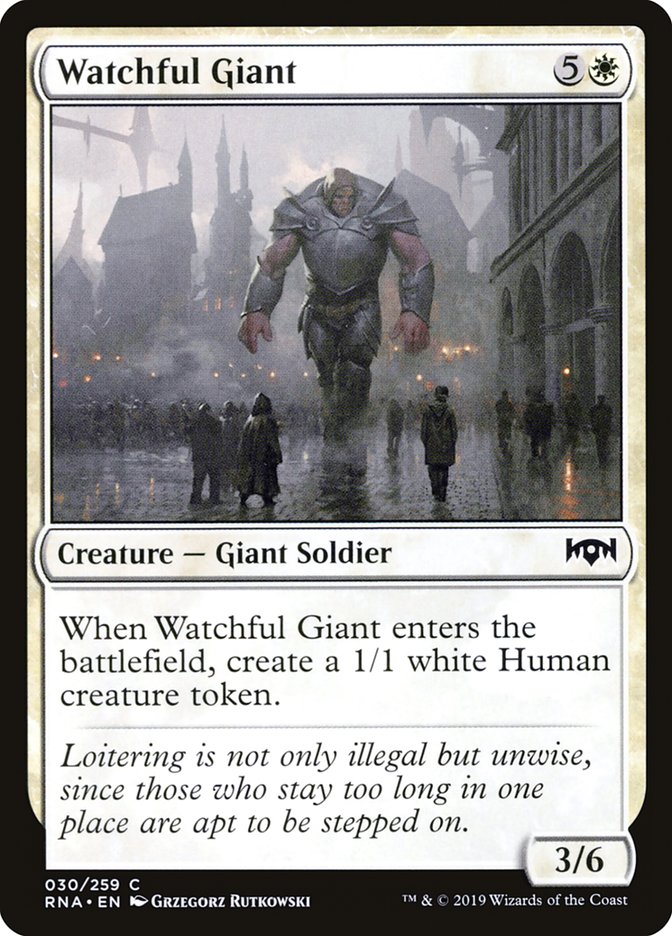 Watchful Giant 5
Creature — Giant Soldier
When Watchful Giant enters the
battlefield, create a 1/1 white Human
creature token.
Loitering is not only illegal but unwise,
since those who stay too long in one
place are apt to be stepped on.
3/6
030/259 C
RNA • EN Grzegorz Rutkowski
™ & © 2019 Wizards of the Coast